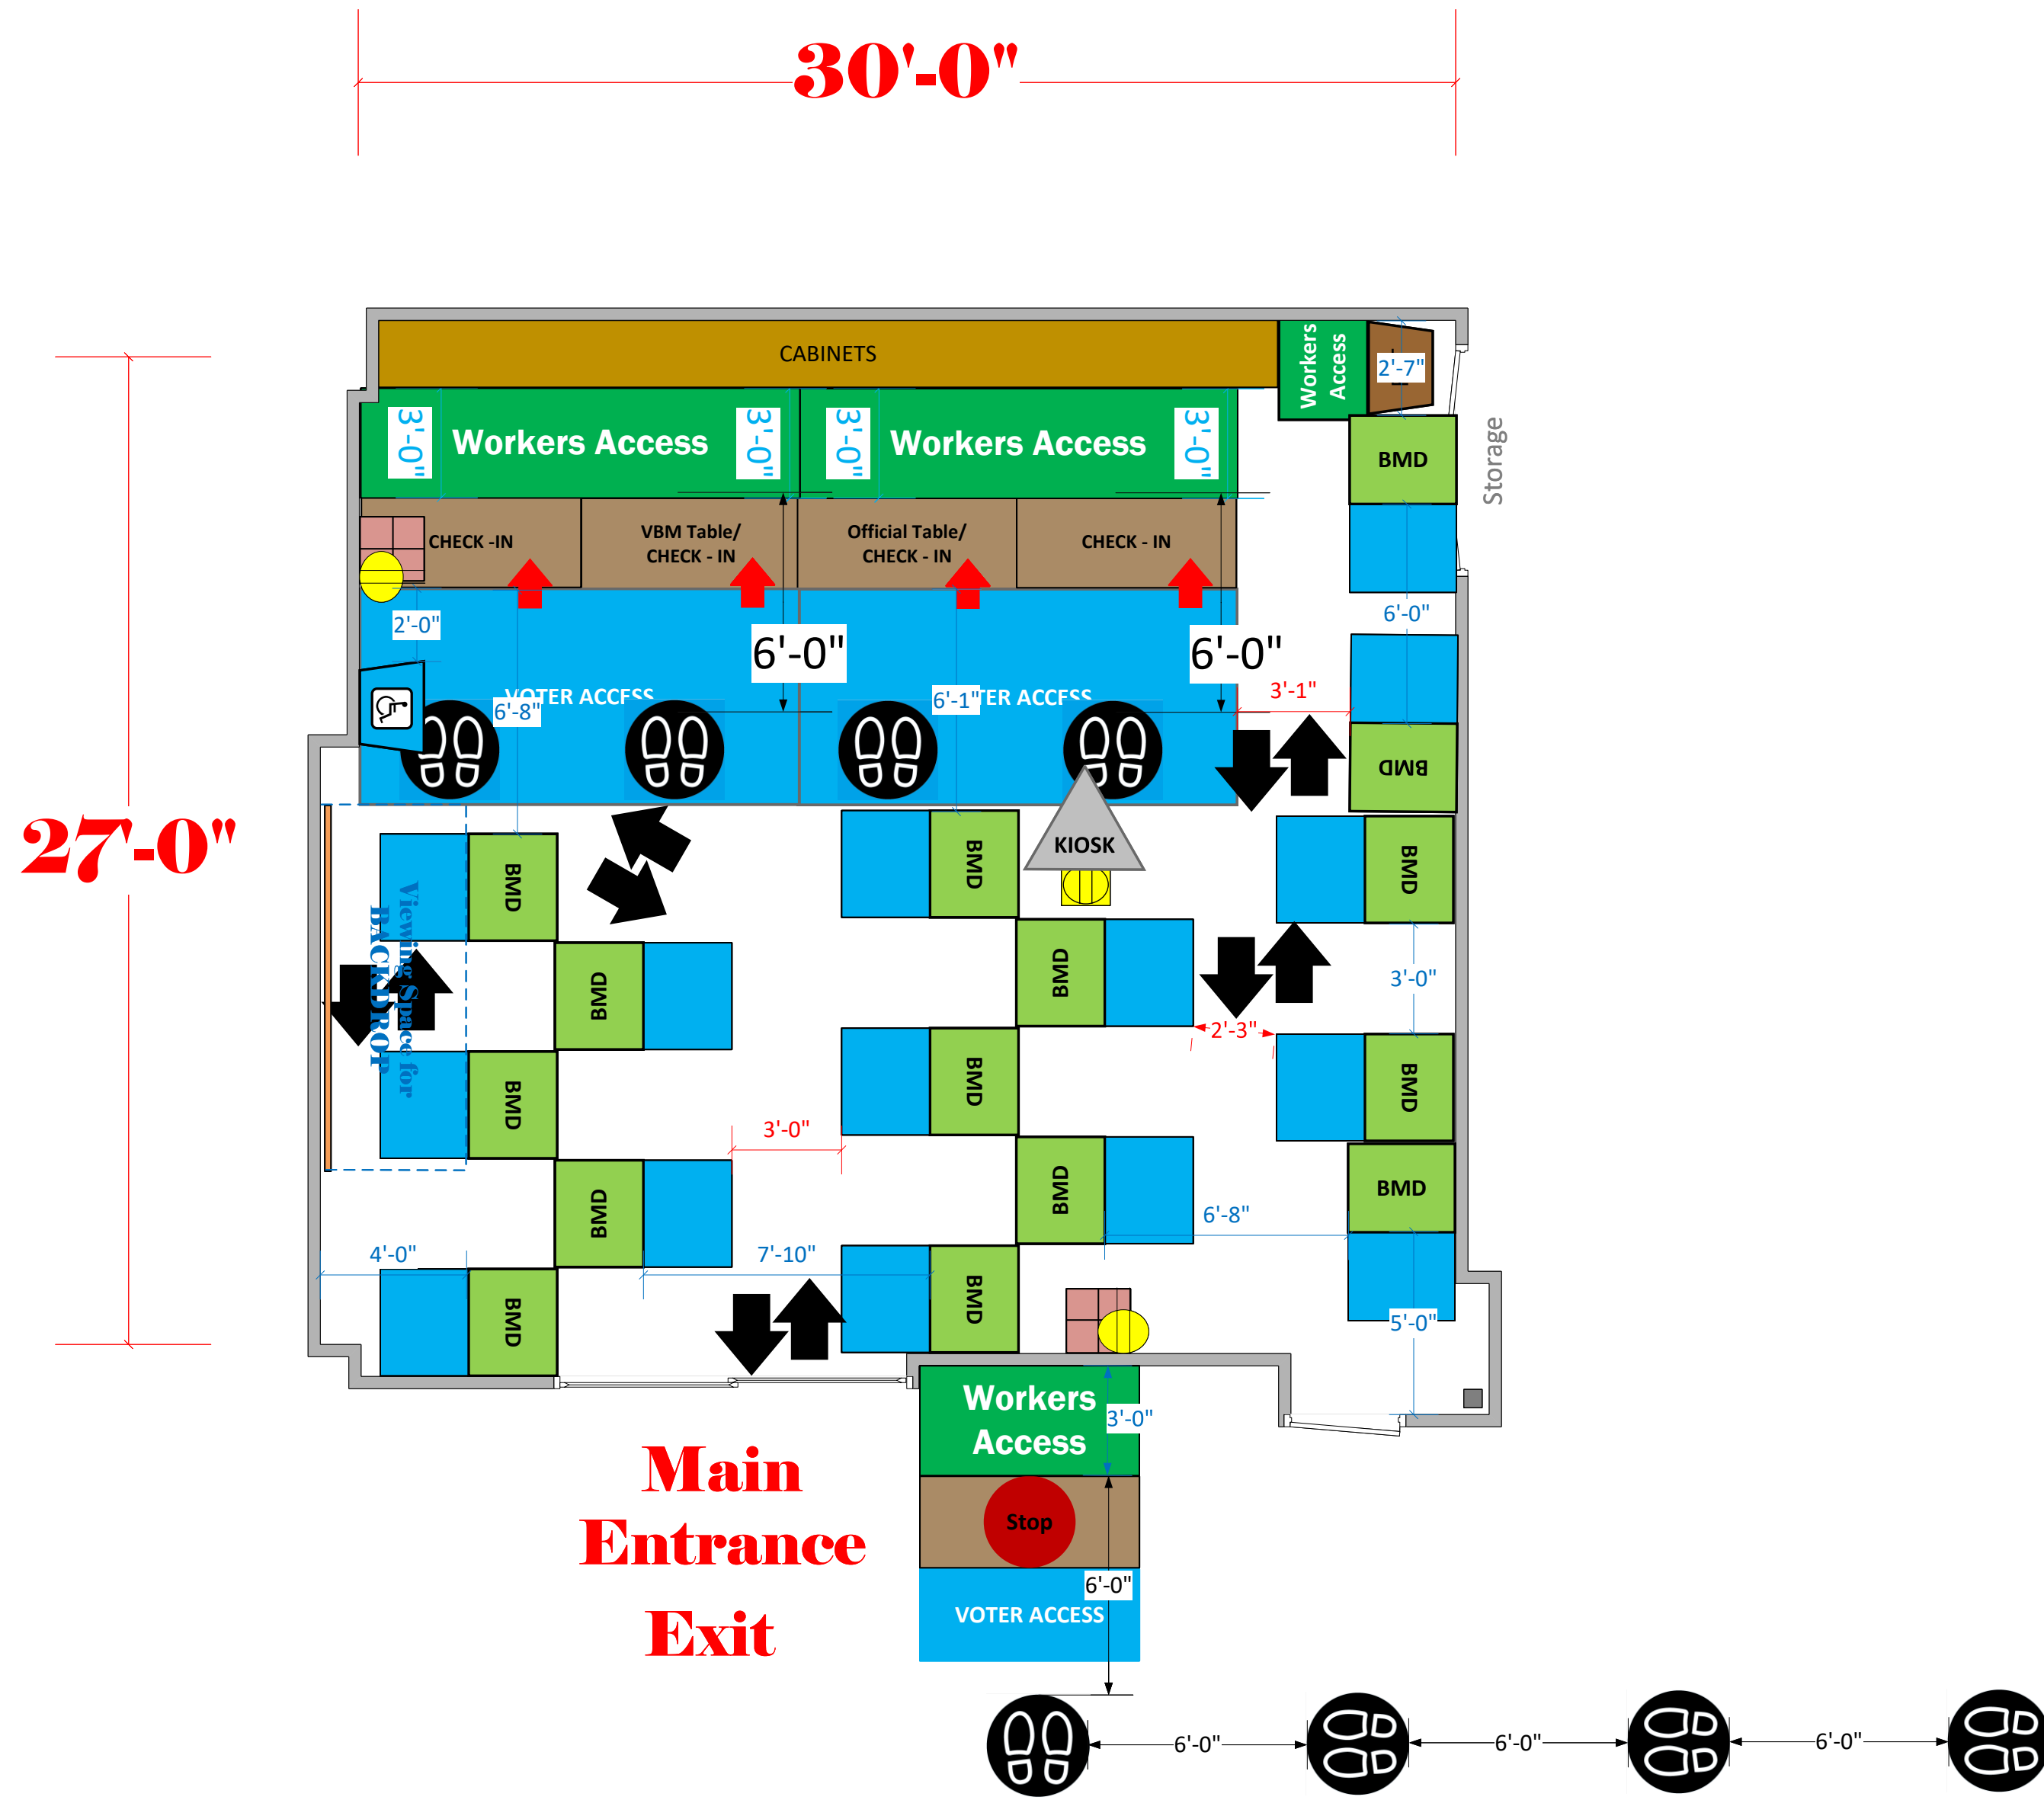 30'-0"
CABINETS
Workers
Access
2'-7"
3'-0"
Workers Access
3'-0"
3'-0"
Workers Access
3'-0"
BMD
Storage
CHECK -IN
VBM Table/
CHECK - IN
Official Table/
CHECK - IN
CHECK - IN
2'-0"
6'-0"
6'-0"
6'-0"
VOTER ACCESS
6'-8"
6'-1"
3'-1"
BMD
27'-0"
KIOSK
BMD
BMD
BMD
Viewing Space for
BACKDROP
BMD
BMD
3'-0"
2'-3"
BMD
BMD
BMD
3'-0"
BMD
BMD
BMD
6'-8"
4'-0"
7'-10"
BMD
BMD
5'-0"
Workers
Access
3'-0"
Main
Entrance
Exit
Stop
6'-0"
VOTER ACCESS
6'-0"
6'-0"
6'-0"